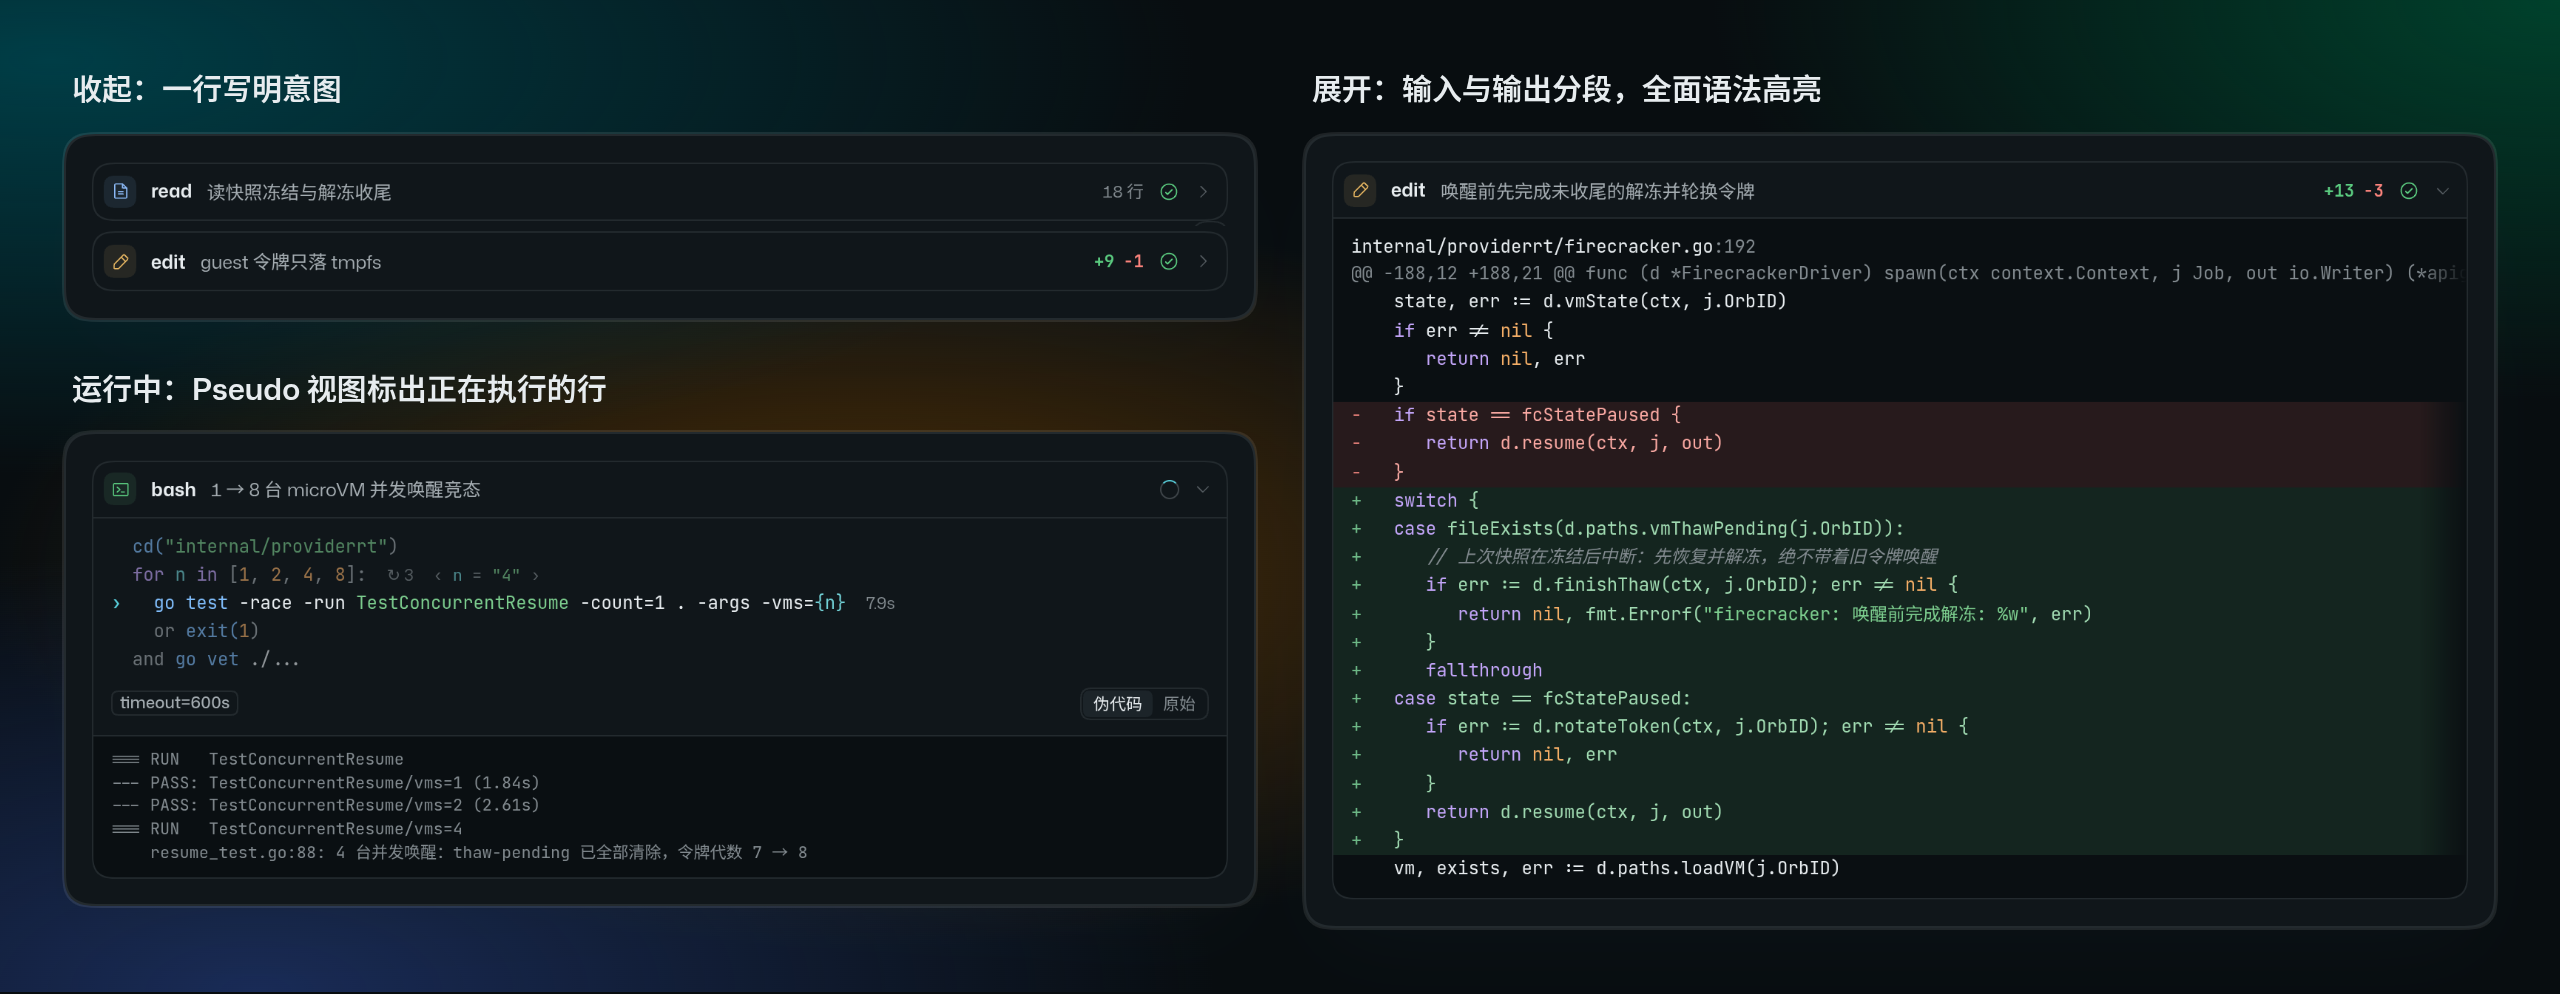 收起：一行写明意图
read 读快照冻结与解冻收尾 18 行
edit guest 令牌只落 tmpfs +9 -1
运行中：Pseudo 视图标出正在执行的行
bash 1 → 8 台 microVM 并发唤醒竞态
cd("internal/providerrt")
for n in [1, 2, 4, 8]: ↻3 ‹ n = "4" ›
› go test -race -run TestConcurrentResume -count=1 . -args -vms={n} 79s
or exit(1)
and go vet ./...
timeout=600s 伪代码 原始
=== RUN TestConcurrentResume
--- PASS: TestConcurrentResume/vms=1 (1.84s)
--- PASS: TestConcurrentResume/vms=2 (2.61s)
=== RUN TestConcurrentResume/vms=4
resume_test.go:88: 4 台并发唤醒：thaw-pending 已全部清除，令牌代数 7 → 8
展开：输入与输出分段，全面语法高亮
edit 唤醒前先完成未收尾的解冻并轮换令牌 +13 -3
internal/providerrt/firecracker.go:192
@@ -188,12 +188,21 @@ func (d *FirecrackerDriver) spawn(ctx context.Context, j Job, out io.Writer) (*api
state, err := d.vmState(ctx, j.OrbID)
if err != nil {
return nil, err
}
- if state == fcStatePaused {
- return d.resume(ctx, j, out)
- }
+ switch {
+ case fileExists(d.paths.vmThawPending(j.OrbID)):
+ // 上次快照在冻结后中断：先恢复并解冻，绝不带着旧令牌唤醒
+ if err := d.finishThaw(ctx, j.OrbID); err != nil {
+ return nil, fmt.Errorf("firecracker: 唤醒前完成解冻: %w", err)
+ }
+ fallthrough
+ case state == fcStatePaused:
+ if err := d.rotateToken(ctx, j.OrbID); err != nil {
+ return nil, err
+ }
+ return d.resume(ctx, j, out)
+ }
vm, exists, err := d.paths.loadVM(j.OrbID)